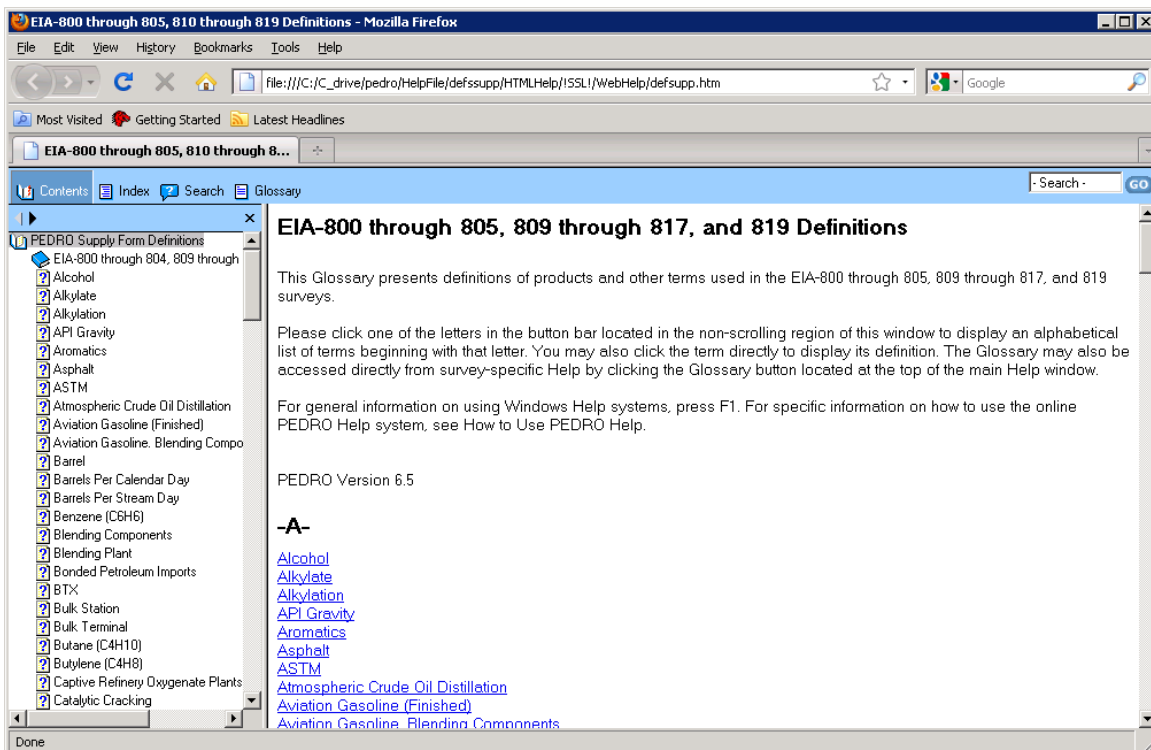 EIA-800 through 805, 810 through 819 Definitions - Mozilla Firefox
File Edit View History Bookmarks Tools Help
file:///C:/C_drive/pedro/HelpFile/defssupp/HTMLHelp/!SSL!/WebHelp/defsupp.htm
Google
Most Visited Getting Started Latest Headlines
EIA-800 through 805, 810 through 8...
Contents Index Search Glossary
- Search -
GO
PEDRO Supply Form Definitions
EIA-800 through 804, 809 through
Alcohol
Alkylate
Alkylation
API Gravity
Aromatics
Asphalt
ASTM
Atmospheric Crude Oil Distillation
Aviation Gasoline (Finished)
Aviation Gasoline. Blending Compo
Barrel
Barrels Per Calendar Day
Barrels Per Stream Day
Benzene (C6H6)
Blending Components
Blending Plant
Bonded Petroleum Imports
BTX
Bulk Station
Bulk Terminal
Butane (C4H10)
Butylene (C4H8)
Captive Refinery Oxygenate Plants
Catalytic Cracking
EIA-800 through 805, 809 through 817, and 819 Definitions
This Glossary presents definitions of products and other terms used in the EIA-800 through 805, 809 through 817, and 819
surveys.
Please click one of the letters in the button bar located in the non-scrolling region of this window to display an alphabetical
list of terms beginning with that letter. You may also click the term directly to display its definition. The Glossary may also be
accessed directly from survey-specific Help by clicking the Glossary button located at the top of the main Help window.
For general information on using Windows Help systems, press F1. For specific information on how to use the online
PEDRO Help system, see How to Use PEDRO Help.
PEDRO Version 6.5
-A-
Alcohol
Alkylate
Alkylation
API Gravity
Aromatics
Asphalt
ASTM
Atmospheric Crude Oil Distillation
Aviation Gasoline (Finished)
Aviation Gasoline. Blending Components
Done